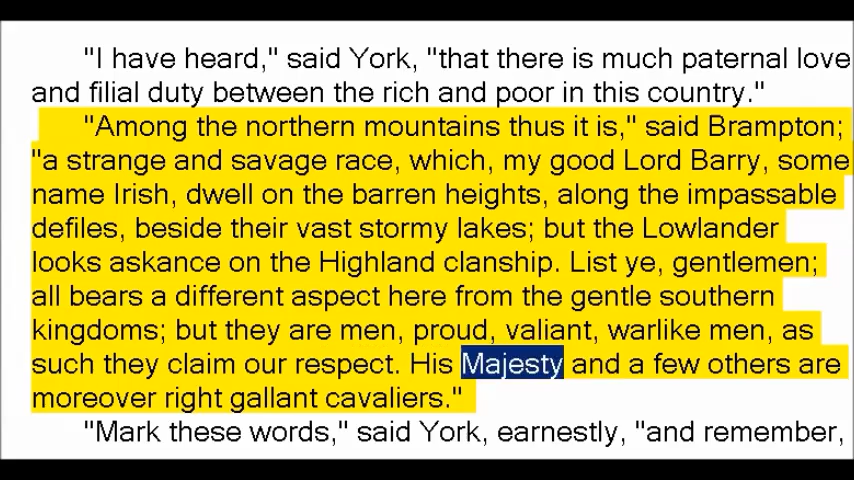 "I have heard," said York, "that there is much paternal love
and filial duty between the rich and poor in this country."
"Among the northern mountains thus it is," said Brampton;
"a strange and savage race, which, my good Lord Barry, some
name Irish, dwell on the barren heights, along the impassable
defiles, beside their vast stormy lakes; but the Lowlander
looks askance on the Highland clanship. List ye, gentlemen;
all bears a different aspect here from the gentle southern
kingdoms; but they are men, proud, valiant, warlike men, as
such they claim our respect. His Majesty and a few others are
moreover right gallant cavaliers."
"Mark these words," said York, earnestly, "and remember,